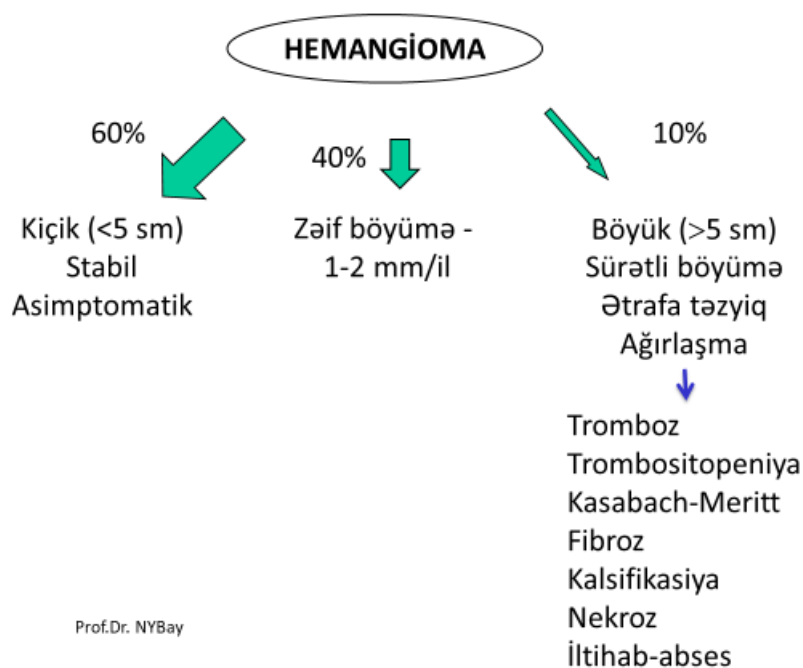 HEMANGİOMA
60%
40%
10%
Kiçik (<5 sm)
Stabil
Asimptomatik
Zəif böyümə -
1-2 mm/il
Böyük (>5 sm)
Sürətli böyümə
Ətrafa təzyiq
Ağırlaşma
Tromboz
Trombositopeniya
Kasabach-Meritt
Fibroz
Kalsifikasiya
Nekroz
İltihab-abses
Prof.Dr. NYBay